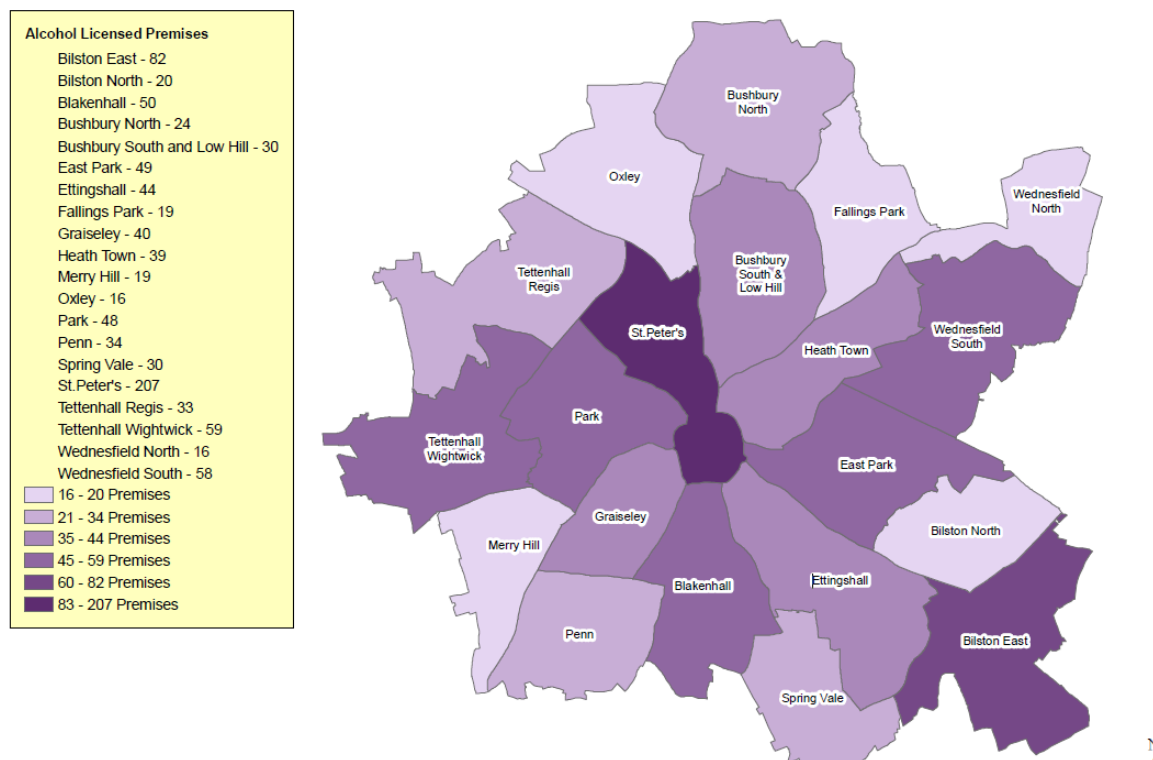 Alcohol Licensed Premises
Bilston East - 82
Bilston North - 20
Blakenhall - 50
Bushbury North - 24
Bushbury South and Low Hill - 30
East Park - 49
Ettingshall - 44
Fallings Park - 19
Graiseley - 40
Heath Town - 39
Merry Hill - 19
Oxley - 16
Park - 48
Penn - 34
Spring Vale - 30
St.Peter's - 207
Tettenhall Regis - 33
Tettenhall Wightwick - 59
Wednesfield North - 16
Wednesfield South - 58
16 - 20 Premises
21 - 34 Premises
35 - 44 Premises
45 - 59 Premises
60 - 82 Premises
83 - 207 Premises
Bushbury
North
Oxley
Wednesfield
North
Fallings Park
Bushbury
South &
Low Hill
Tettenhall
Regis
St.Peter's
Wednesfield
South
Heath Town
Park
Tettenhall
Wightwick
East Park
Graiseley
Bilston North
Merry Hill
Ettingshall
Blakenhall
Penn
Bilston East
Spring Vale